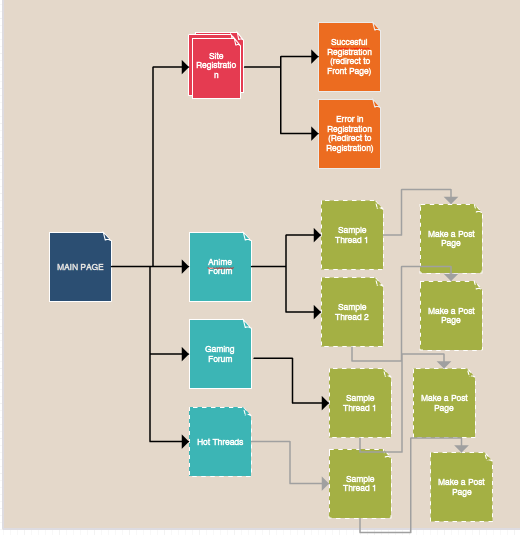 Succesful
Registration
(redirect to
Front Page)
Site
Registratio
n
Error in
Registration
(Redirect to
Registration)
Sample
Thread 1
Make a Post
Page
MAIN PAGE
Anime
Forum
Sample
Thread 2
Make a Post
Page
Gaming
Forum
Sample
Thread 1
Make a Post
Page
Hot Threads
Sample
Thread 1
Make a Post
Page